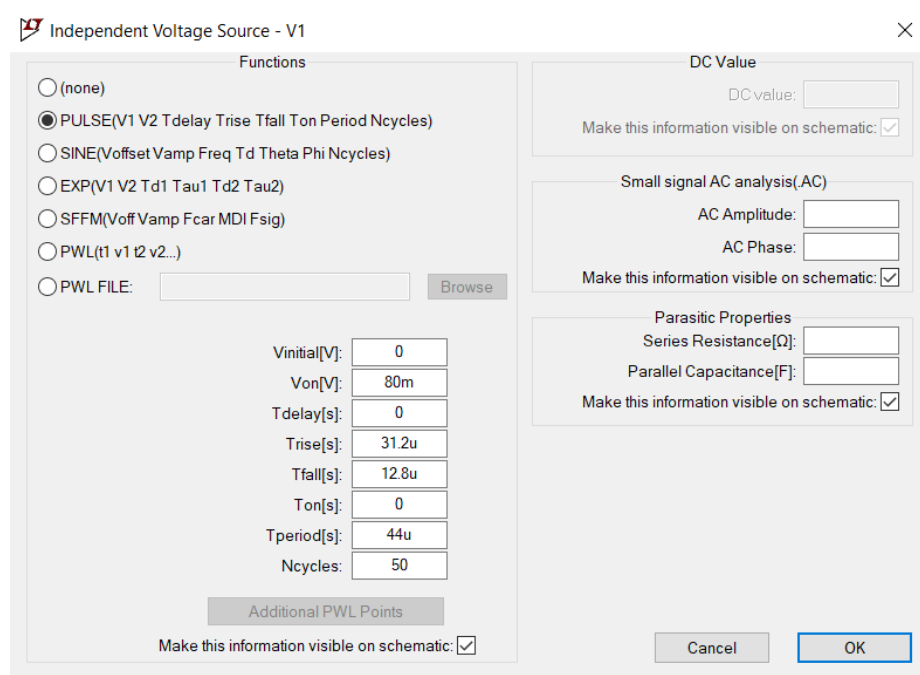 Independent Voltage Source - V1
Functions
(none)
PULSE(V1 V2 Tdelay Trise Tfall Ton Period Ncycles)
SINE(Voffset Vamp Freq Td Theta Phi Ncycles)
EXP(V1 V2 Td1 Tau1 Td2 Tau2)
SFFM(Voff Vamp Fcar MDI Fsig)
PWL(t1 v1 t2 v2...)
PWL FILE: Browse
Vinitial[V]: 0
Von[V]: 80m
Tdelay[s]: 0
Trise[s]: 31.2u
Tfall[s]: 12.8u
Ton[s]: 0
Tperiod[s]: 44u
Ncycles: 50
Additional PWL Points
Make this information visible on schematic:
DC Value
DC value:
Make this information visible on schematic:
Small signal AC analysis(.AC)
AC Amplitude:
AC Phase:
Make this information visible on schematic:
Parasitic Properties
Series Resistance[Ω]:
Parallel Capacitance[F]:
Make this information visible on schematic:
Cancel OK